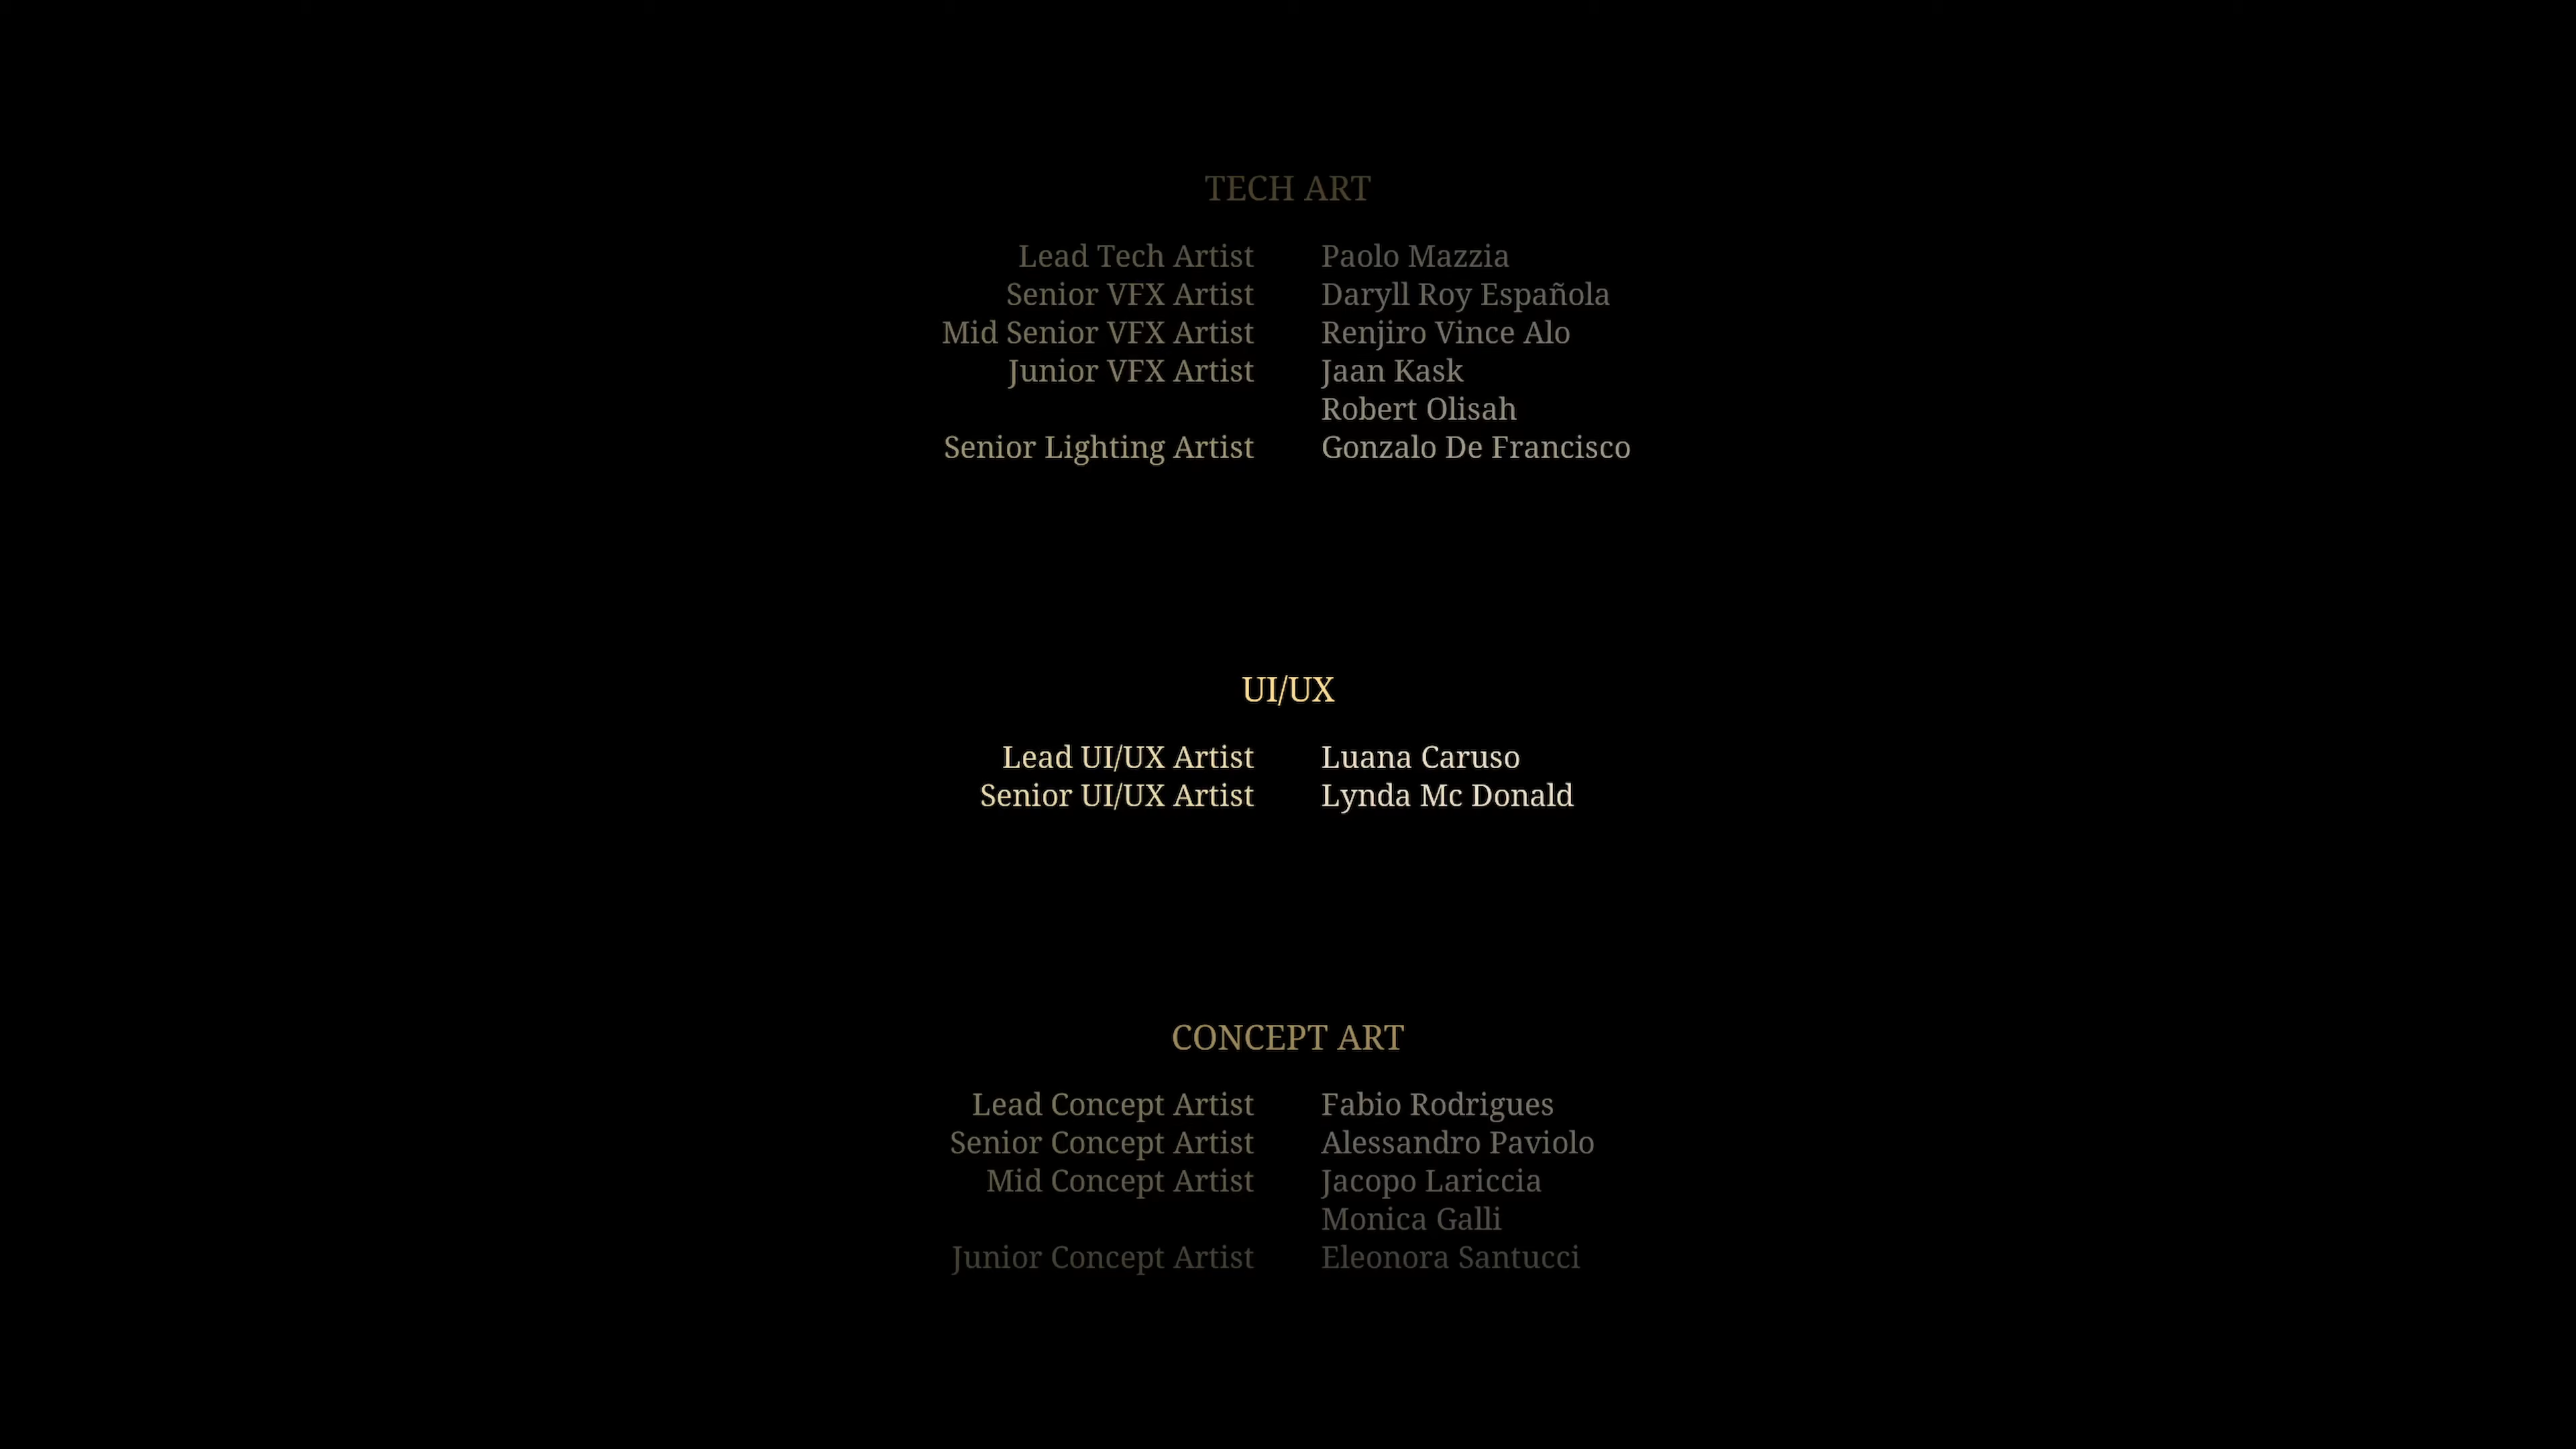 TECH ART
Lead Tech Artist Paolo Mazzia
Senior VFX Artist Daryll Roy Española
Mid Senior VFX Artist Renjiro Vince Alo
Junior VFX Artist Jaan Kask
Robert Olisah
Senior Lighting Artist Gonzalo De Francisco
UI/UX
Lead UI/UX Artist Luana Caruso
Senior UI/UX Artist Lynda Mc Donald
CONCEPT ART
Lead Concept Artist Fabio Rodrigues
Senior Concept Artist Alessandro Paviolo
Mid Concept Artist Jacopo Lariccia
Monica Galli
Junior Concept Artist Eleonora Santucci